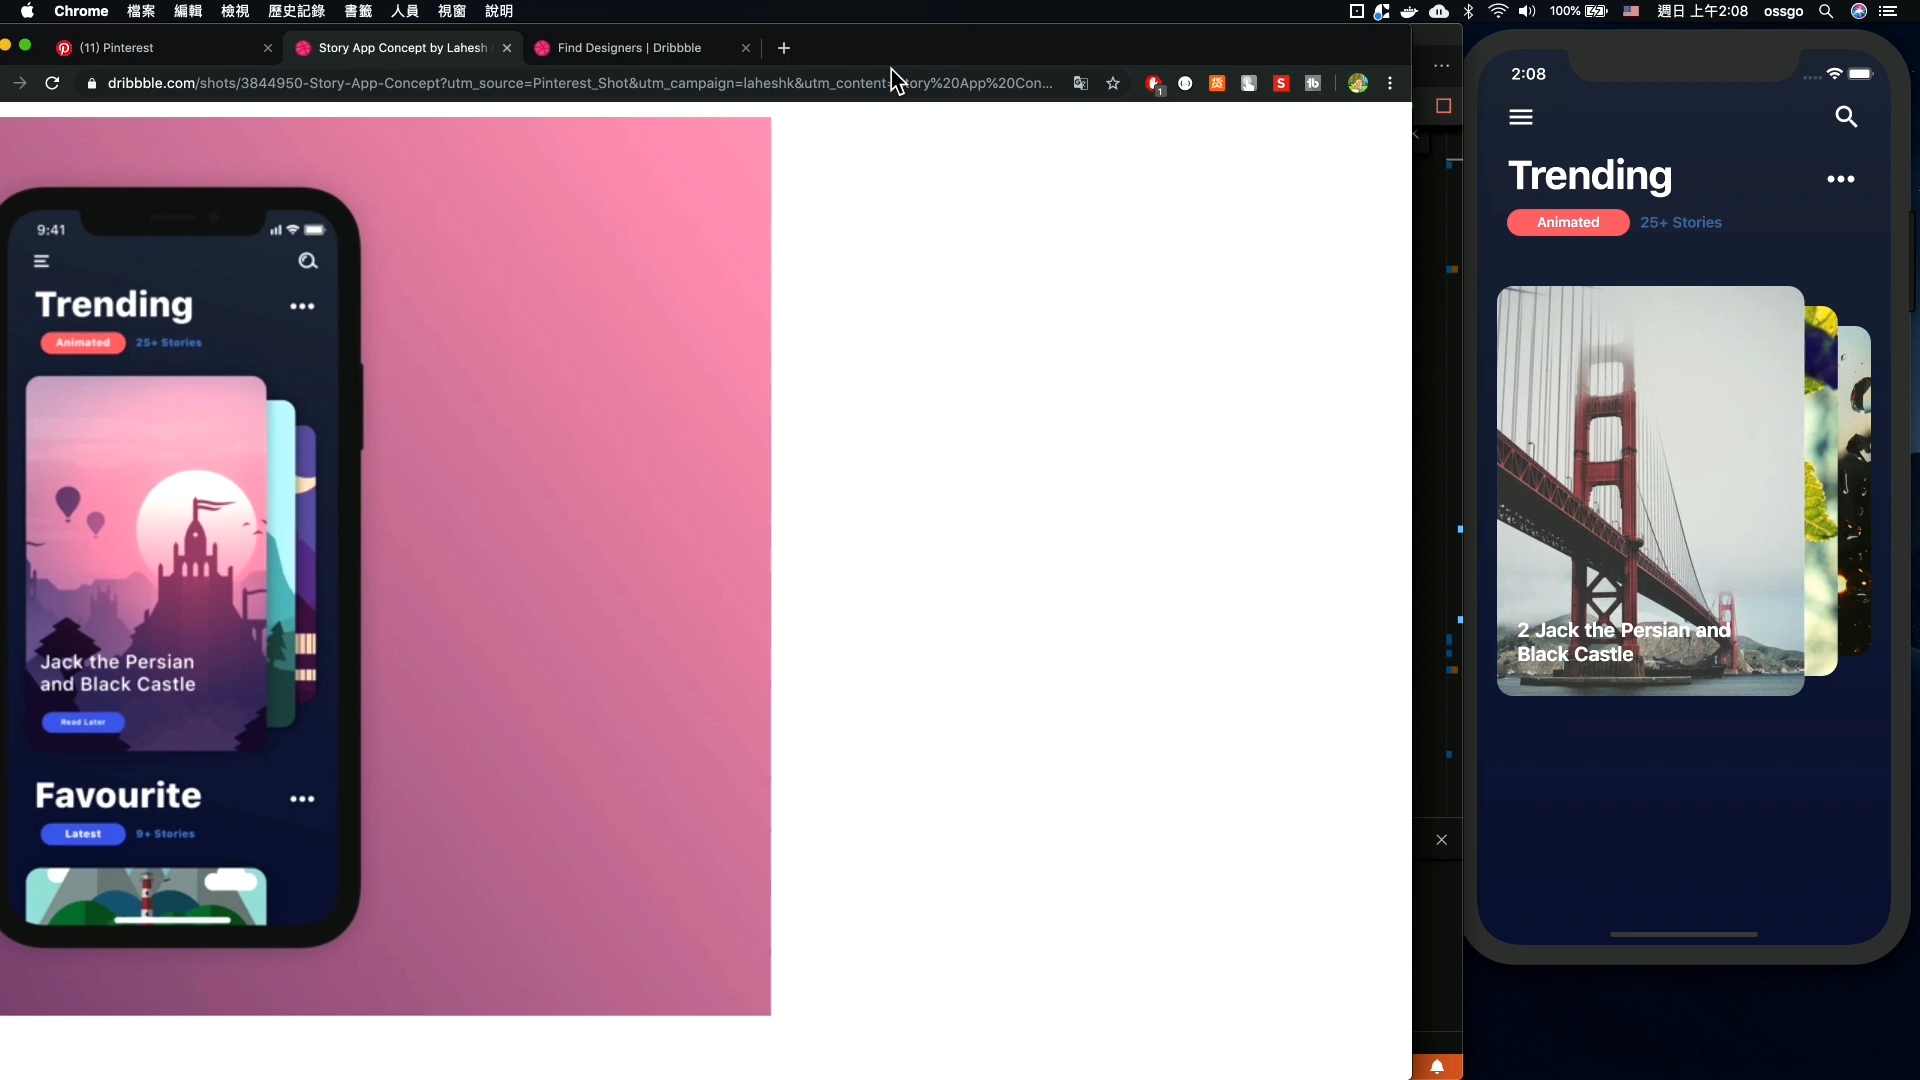 Chrome 檔案 編輯 檢視 歷史記錄 書籤 人員 視窗 說明
100% 週日 上午2:08 ossgo
(11) Pinterest
Story App Concept by Lahesh
Find Designers | Dribbble
dribbble.com/shots/3844950-Story-App-Concept?utm_source=Pinterest_Shot&utm_campaign=laheshk&utm_content=Story%20App%20Con...
9:41
Trending
Animated 25+ Stories
Jack the Persian
and Black Castle
Read Later
Favourite
Latest 9+ Stories
2:08
Trending
Animated 25+ Stories
2 Jack the Persian and
Black Castle